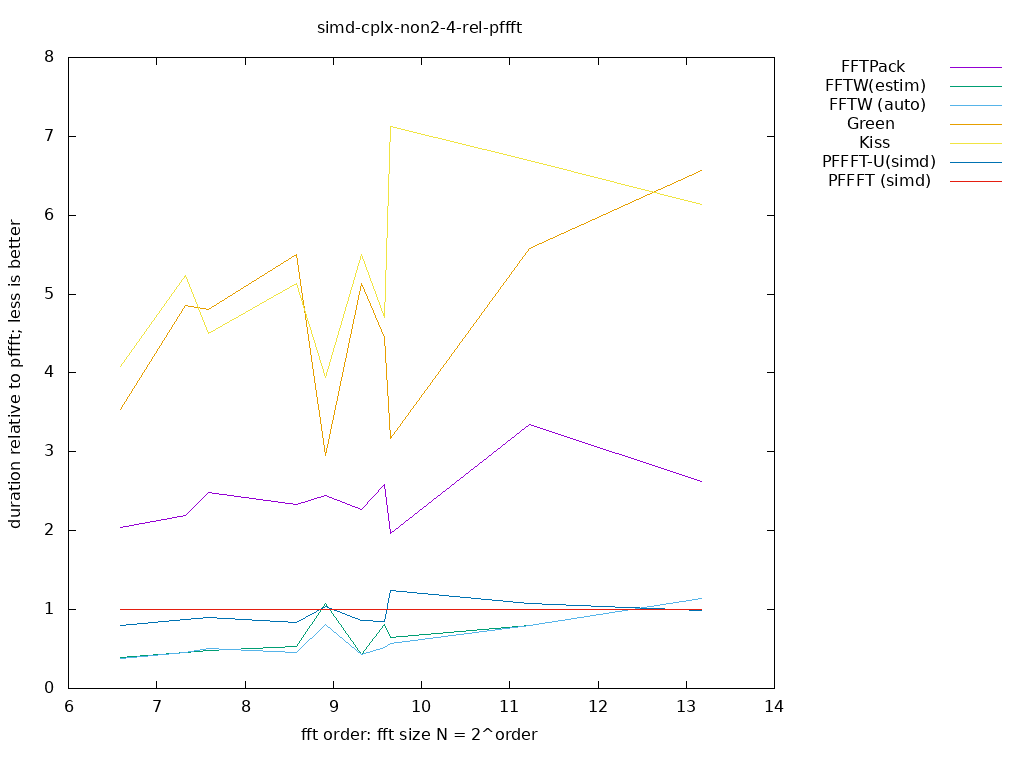 simd-cplx-non2-4-rel-pffft
8
7
6
5
4
3
2
1
0
duration relative to pffft; less is better
6 7 8 9 10 11 12 13 14
fft order: fft size N = 2^order
FFTPack
FFTW(estim)
FFTW (auto)
Green
Kiss
PFFFT-U(simd)
PFFFT (simd)